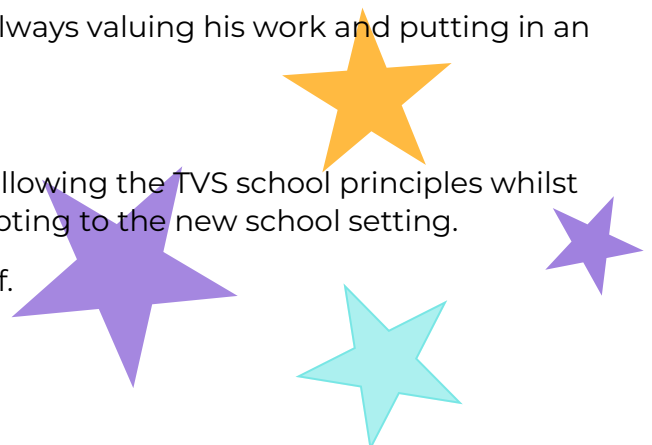 lways valuing his work and putting in an
llowing the TVS school principles whilst
pting to the new school setting.
f.